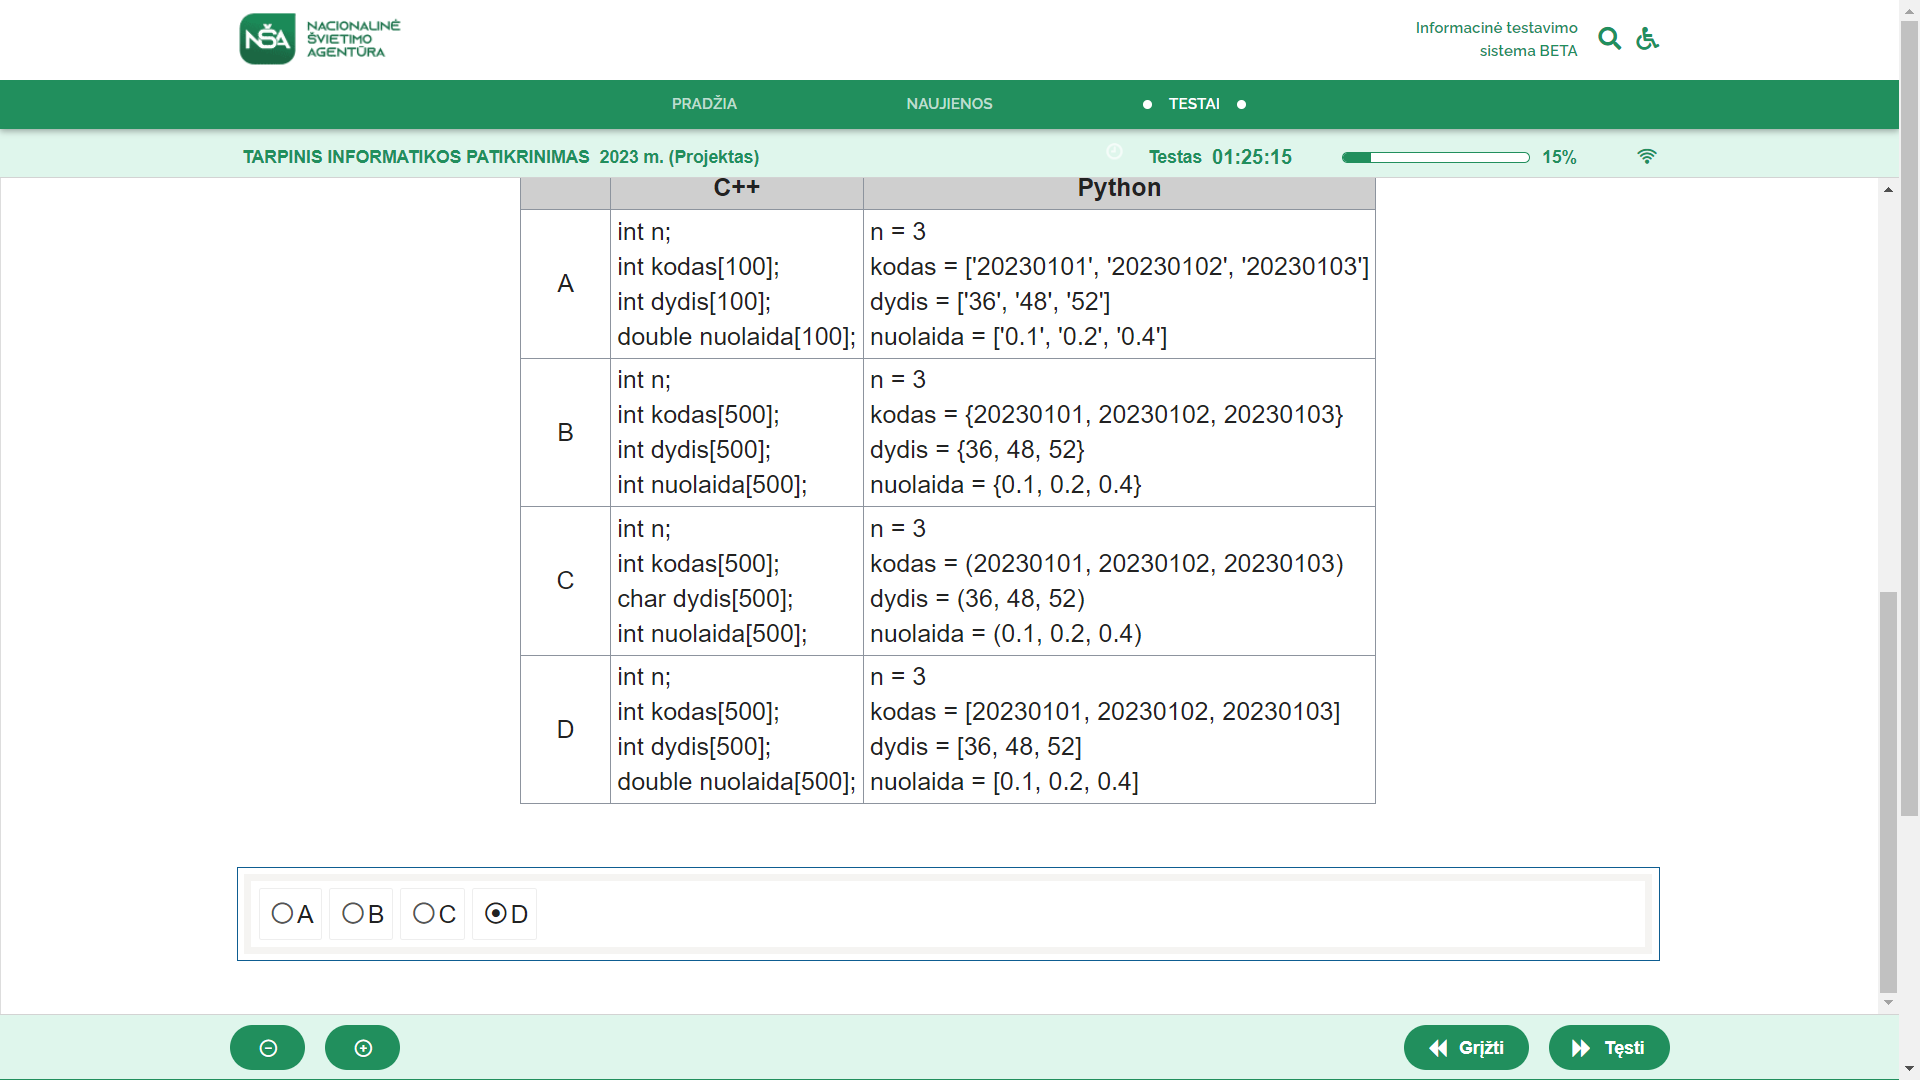 NŠA
NACIONALINĖ
ŠVIETIMO
AGENTŪRA
Informacinė testavimo
sistema BETA
PRADŽIA
NAUJIENOS
TESTAI
TARPINIS INFORMATIKOS PATIKRINIMAS 2023 m. (Projektas)
Testas 01:25:15
15%
C++
Python
A
int n;
int kodas[100];
int dydis[100];
double nuolaida[100];
n = 3
kodas = ['20230101', '20230102', '20230103']
dydis = ['36', '48', '52']
nuolaida = ['0.1', '0.2', '0.4']
B
int n;
int kodas[500];
int dydis[500];
int nuolaida[500];
n = 3
kodas = {20230101, 20230102, 20230103}
dydis = {36, 48, 52}
nuolaida = {0.1, 0.2, 0.4}
C
int n;
int kodas[500];
char dydis[500];
int nuolaida[500];
n = 3
kodas = (20230101, 20230102, 20230103)
dydis = (36, 48, 52)
nuolaida = (0.1, 0.2, 0.4)
D
int n;
int kodas[500];
int dydis[500];
double nuolaida[500];
n = 3
kodas = [20230101, 20230102, 20230103]
dydis = [36, 48, 52]
nuolaida = [0.1, 0.2, 0.4]
A
B
C
D
Grįžti
Tęsti